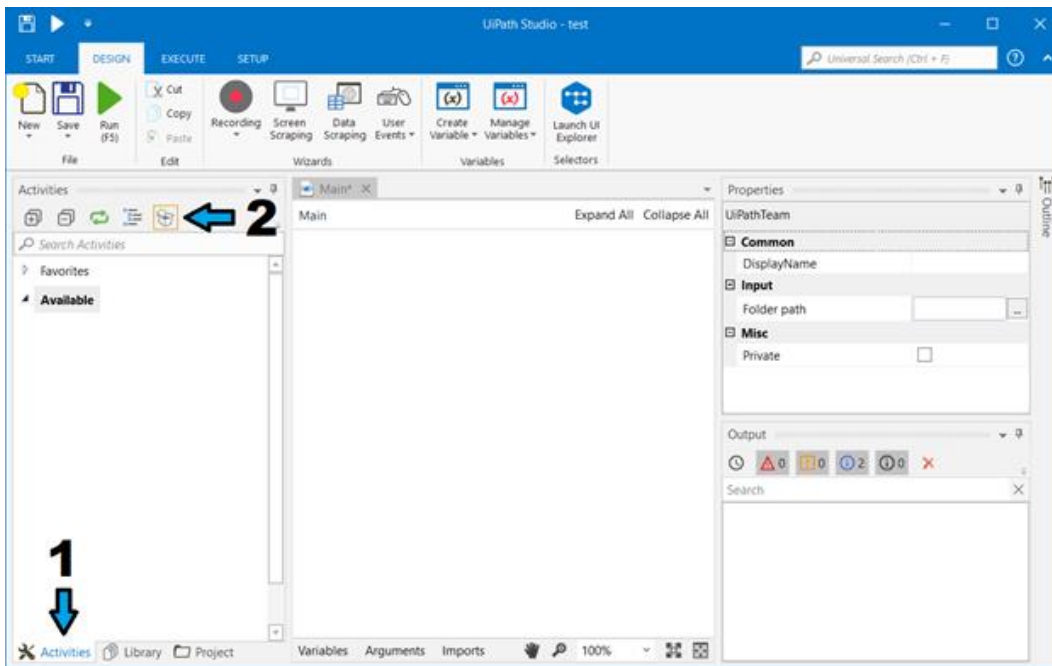 UiPath Studio - test
START DESIGN EXECUTE SETUP
Universal Search (Ctrl + F)
New Save Run (F5)
Cut
Copy
Paste
Recording
Screen Scraping
Data Scraping
User Events
Create Variable
Manage Variables
Launch UI Explorer
File Edit Wizards Variables Selectors
Activities
2
Search Activities
Favorites
Available
1
Activities Library Project
Main*
Main Expand All Collapse All
Variables Arguments Imports 100%
Properties
UiPathTeam
Common
DisplayName
Input
Folder path ...
Misc
Private
Output
0 0 2 0
Search
Outline